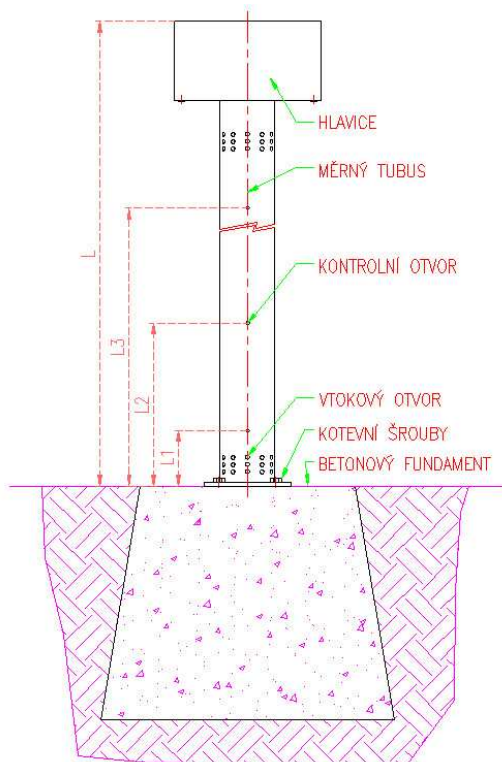 HLAVICE
MĚRNÝ TUBUS
L
L3
KONTROLNÍ OTVOR
L2
VTOKOVÝ OTVOR
L1
KOTEVNÍ ŠROUBY
BETONOVÝ FUNDAMENT